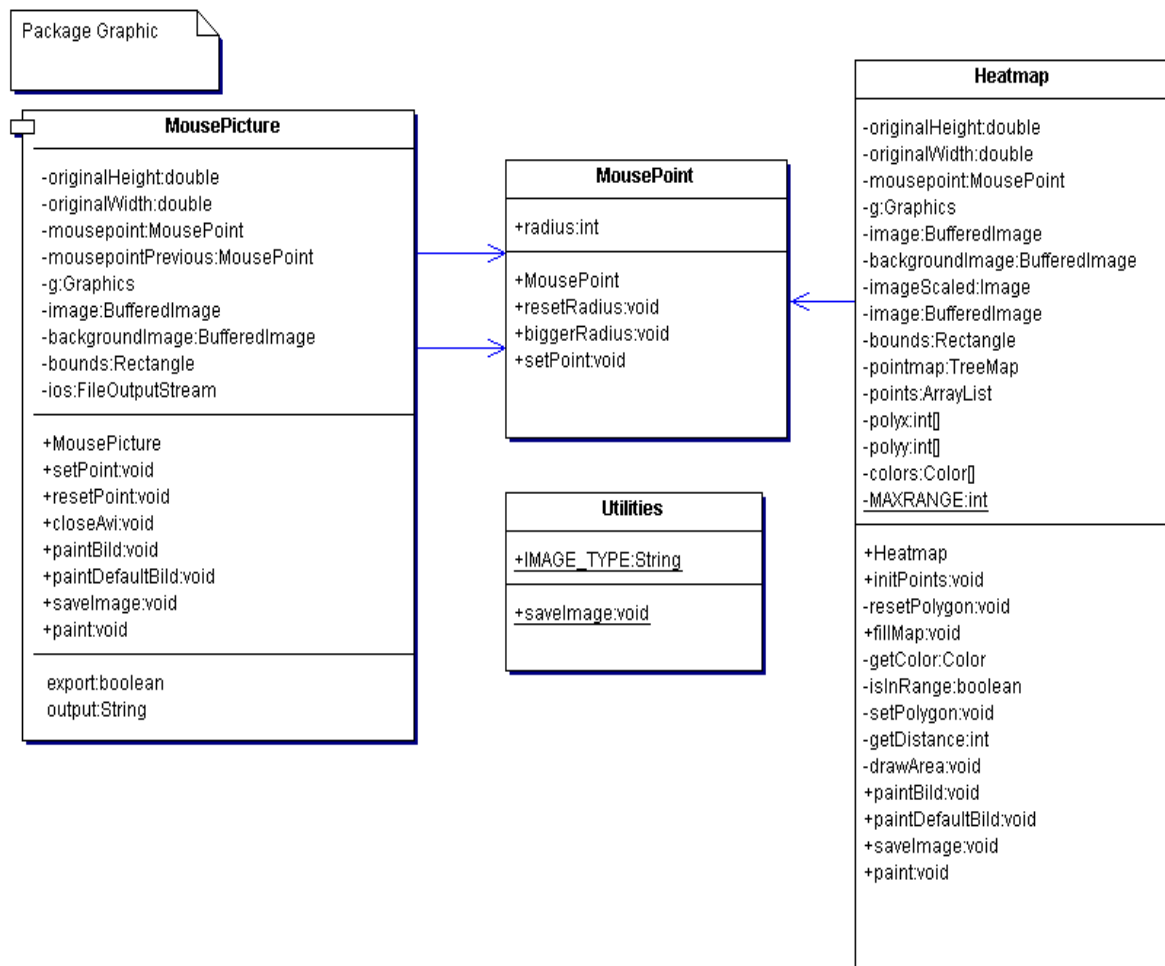 Package Graphic
MousePicture
-originalHeight:double
-originalWidth:double
-mousepoint:MousePoint
-mousepointPrevious:MousePoint
-g:Graphics
-image:BufferedImage
-backgroundImage:BufferedImage
-bounds:Rectangle
-ios:FileOutputStream
+MousePicture
+setPoint:void
+resetPoint:void
+closeAvi:void
+paintBild:void
+paintDefaultBild:void
+saveImage:void
+paint:void
export:boolean
output:String
MousePoint
+radius:int
+MousePoint
+resetRadius:void
+biggerRadius:void
+setPoint:void
Utilities
+IMAGE_TYPE:String
+saveImage:void
Heatmap
-originalHeight:double
-originalWidth:double
-mousepoint:MousePoint
-g:Graphics
-image:BufferedImage
-backgroundImage:BufferedImage
-imageScaled:Image
-image:BufferedImage
-bounds:Rectangle
-pointmap:TreeMap
-points:ArrayList
-polyx:int[]
-polyy:int[]
-colors:Color[]
-MAXRANGE:int
+Heatmap
+initPoints:void
-resetPolygon:void
+fillMap:void
-getColor:Color
-isInRange:boolean
-setPolygon:void
-getDistance:int
-drawArea:void
+paintBild:void
+paintDefaultBild:void
+saveImage:void
+paint:void